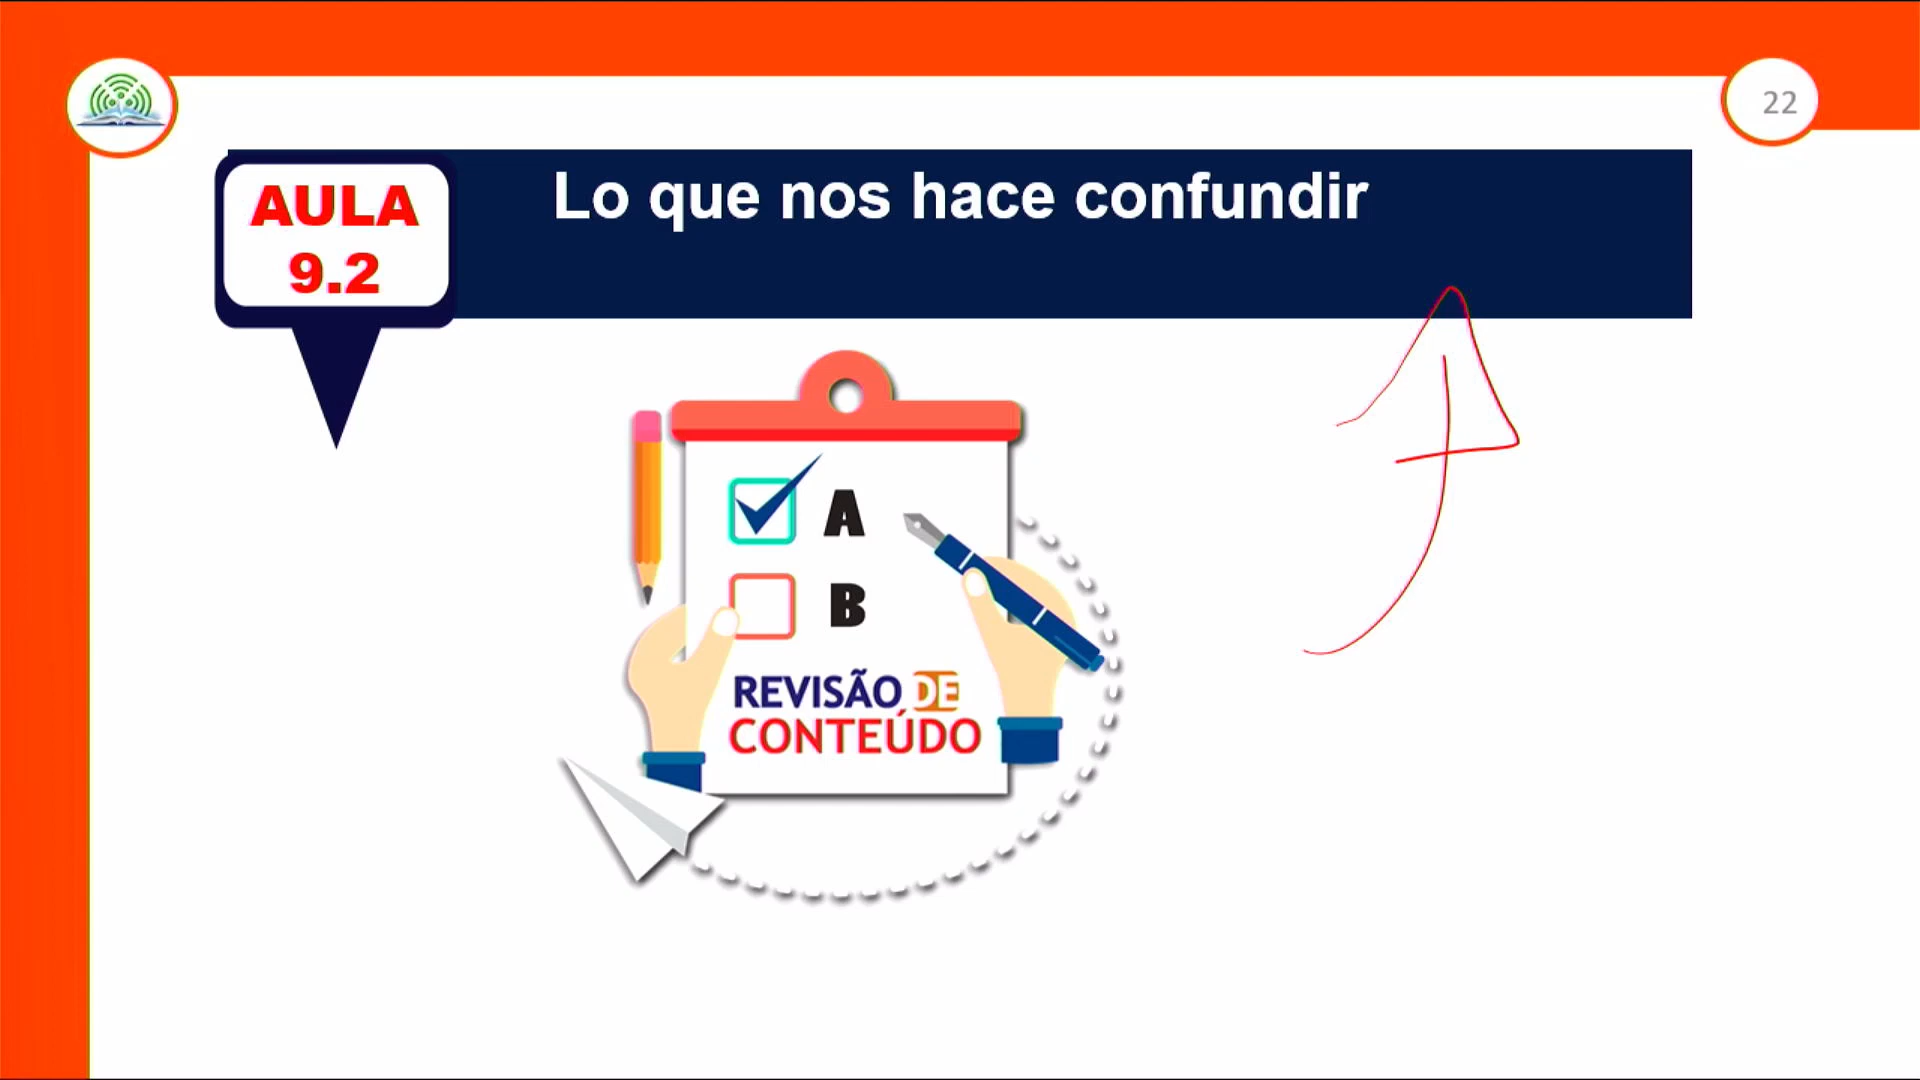 22
AULA
9.2
Lo que nos hace confundir
A
B
REVISÃO DE
CONTEÚDO